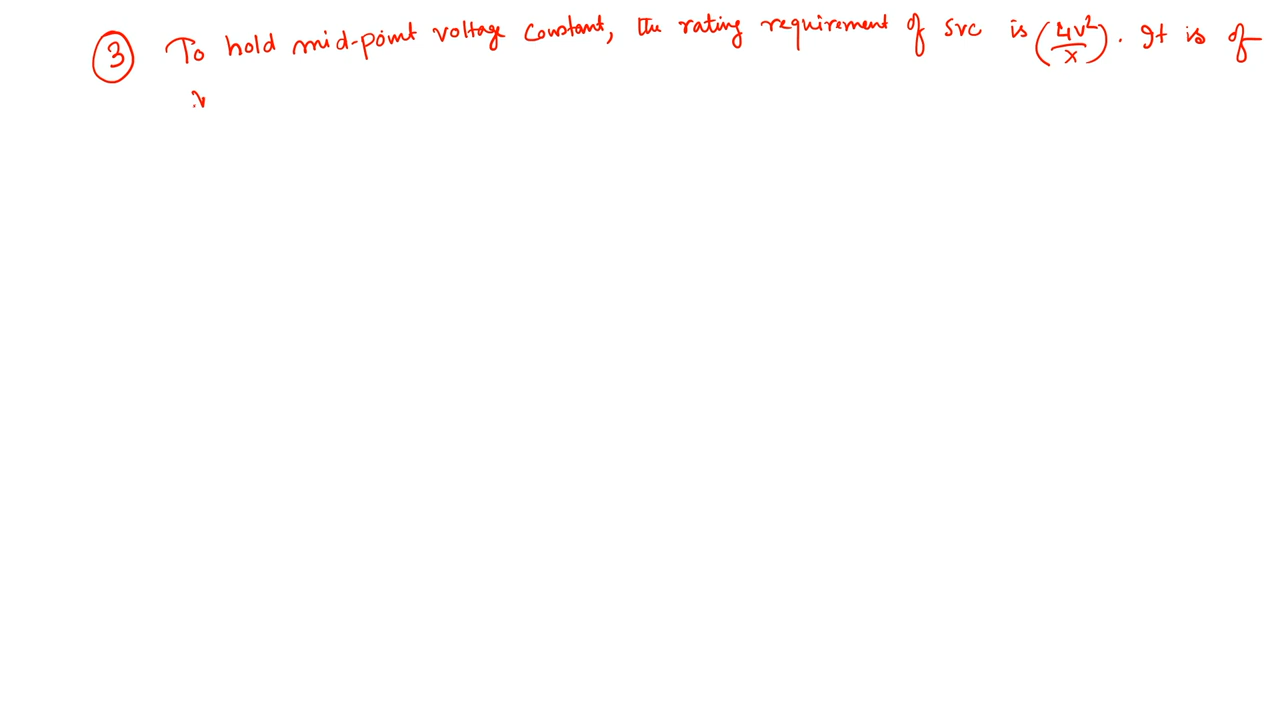 ③ To hold mid-point voltage constant, the rating requirement of SVC is (4V²/X). It is of